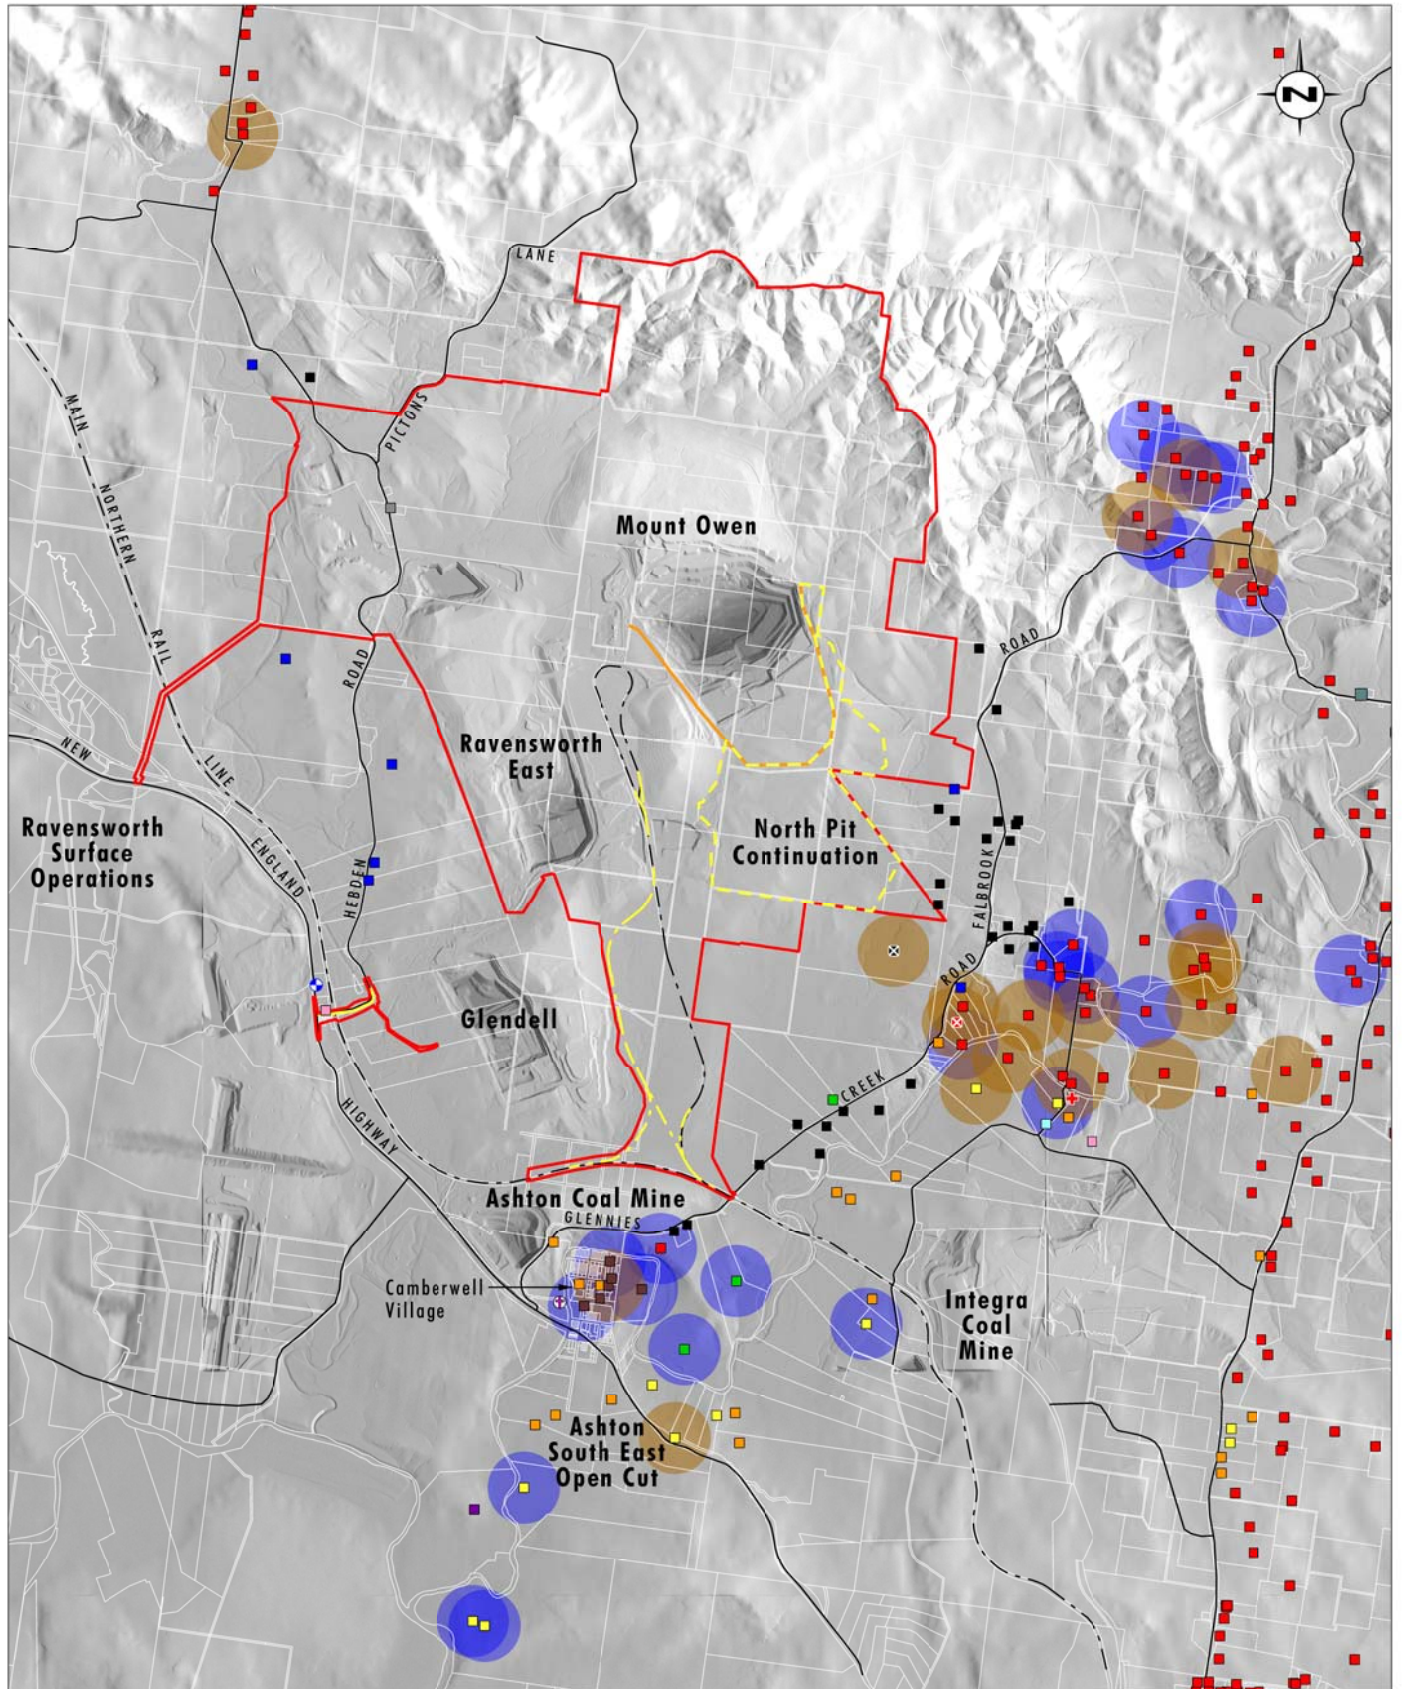 N
LANE
PICTONS
MAIN
NORTHERN
RAIL
LINE
Mount Owen
ROAD
ROAD
NEW
ENGLAND
HIGHWAY
Ravensworth
East
Ravensworth
Surface
Operations
North Pit
Continuation
HEBDEN
FALBROOK
ROAD
Glendell
CREEK
Ashton Coal Mine
GLENNIES
Camberwell
Village
Integra
Coal
Mine
Ashton
South East
Open Cut